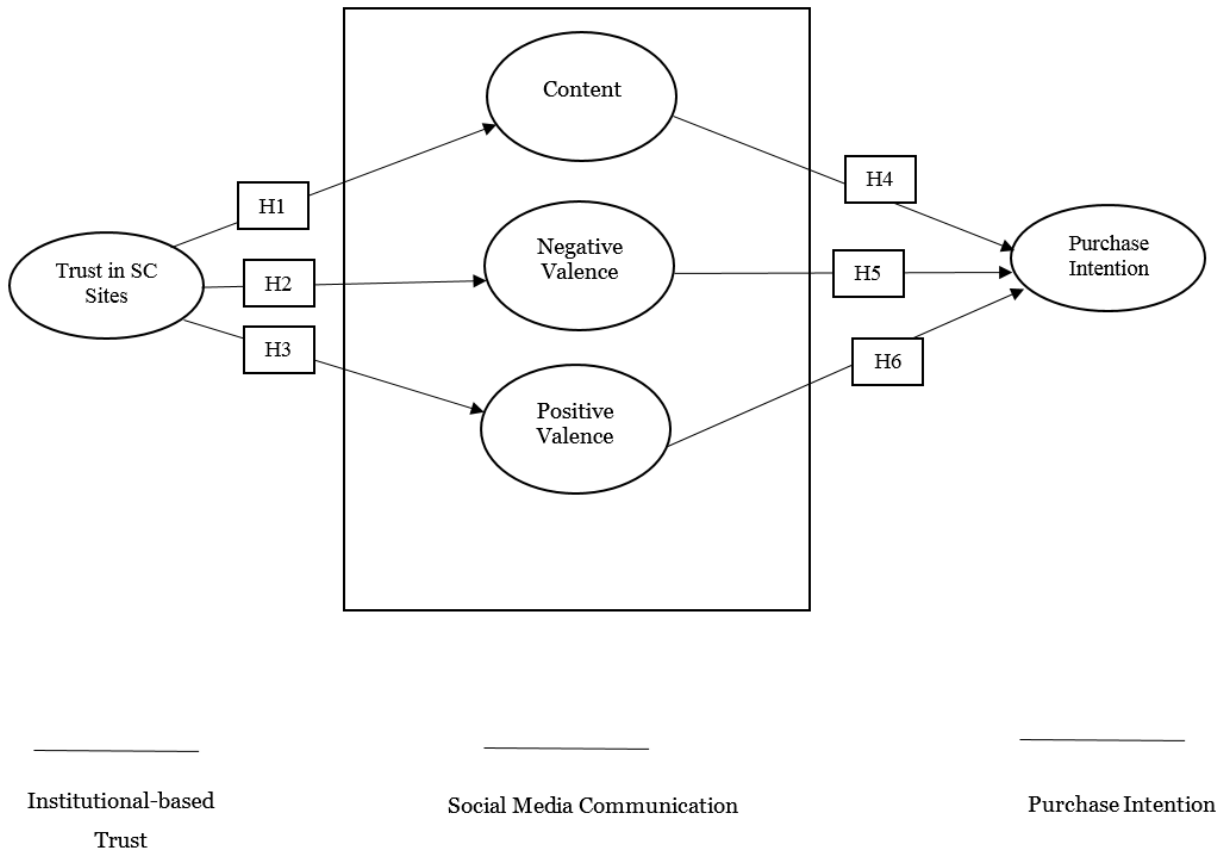 Content
H4
H1
Purchase
Intention
Negative
Valence
Trust in SC
Sites
H2
H5
H3
H6
Positive
Valence
Institutional-based
Trust
Social Media Communication
Purchase Intention